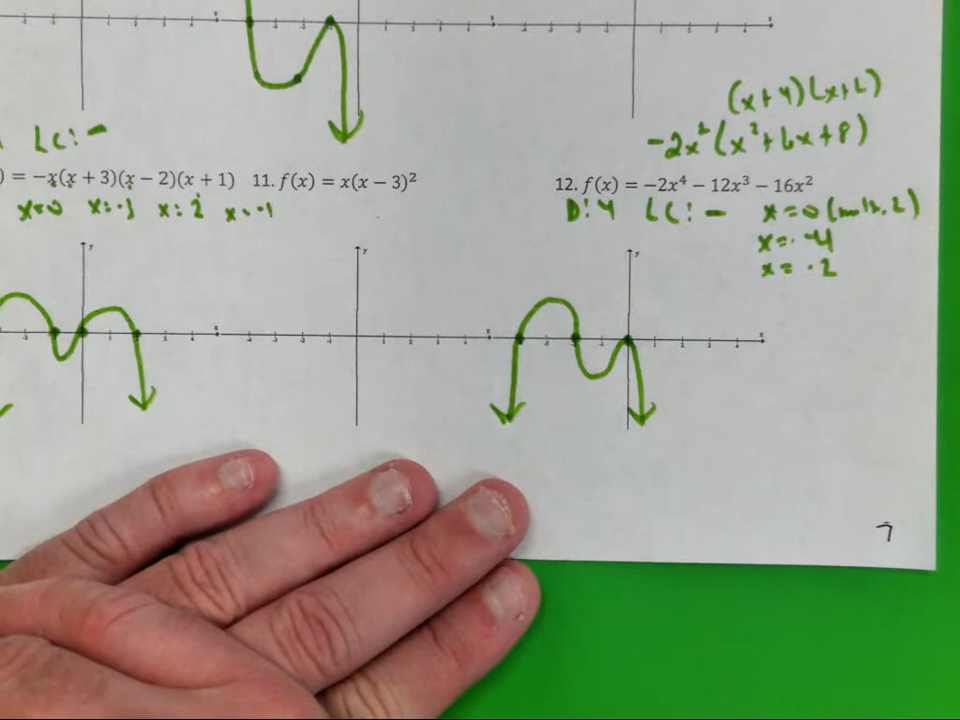 (x+4)(x+2)
LC: -
-2x²(x²+6x+8)
) = −x(x + 3)(x − 2)(x + 1)
11. f(x) = x(x − 3)²
12. f(x) = −2x⁴ − 12x³ − 16x²
x=0 x=-3 x=2 x=-1
D:4 LC: - x=0 (mult. 2)
x=-4
x=-2
7